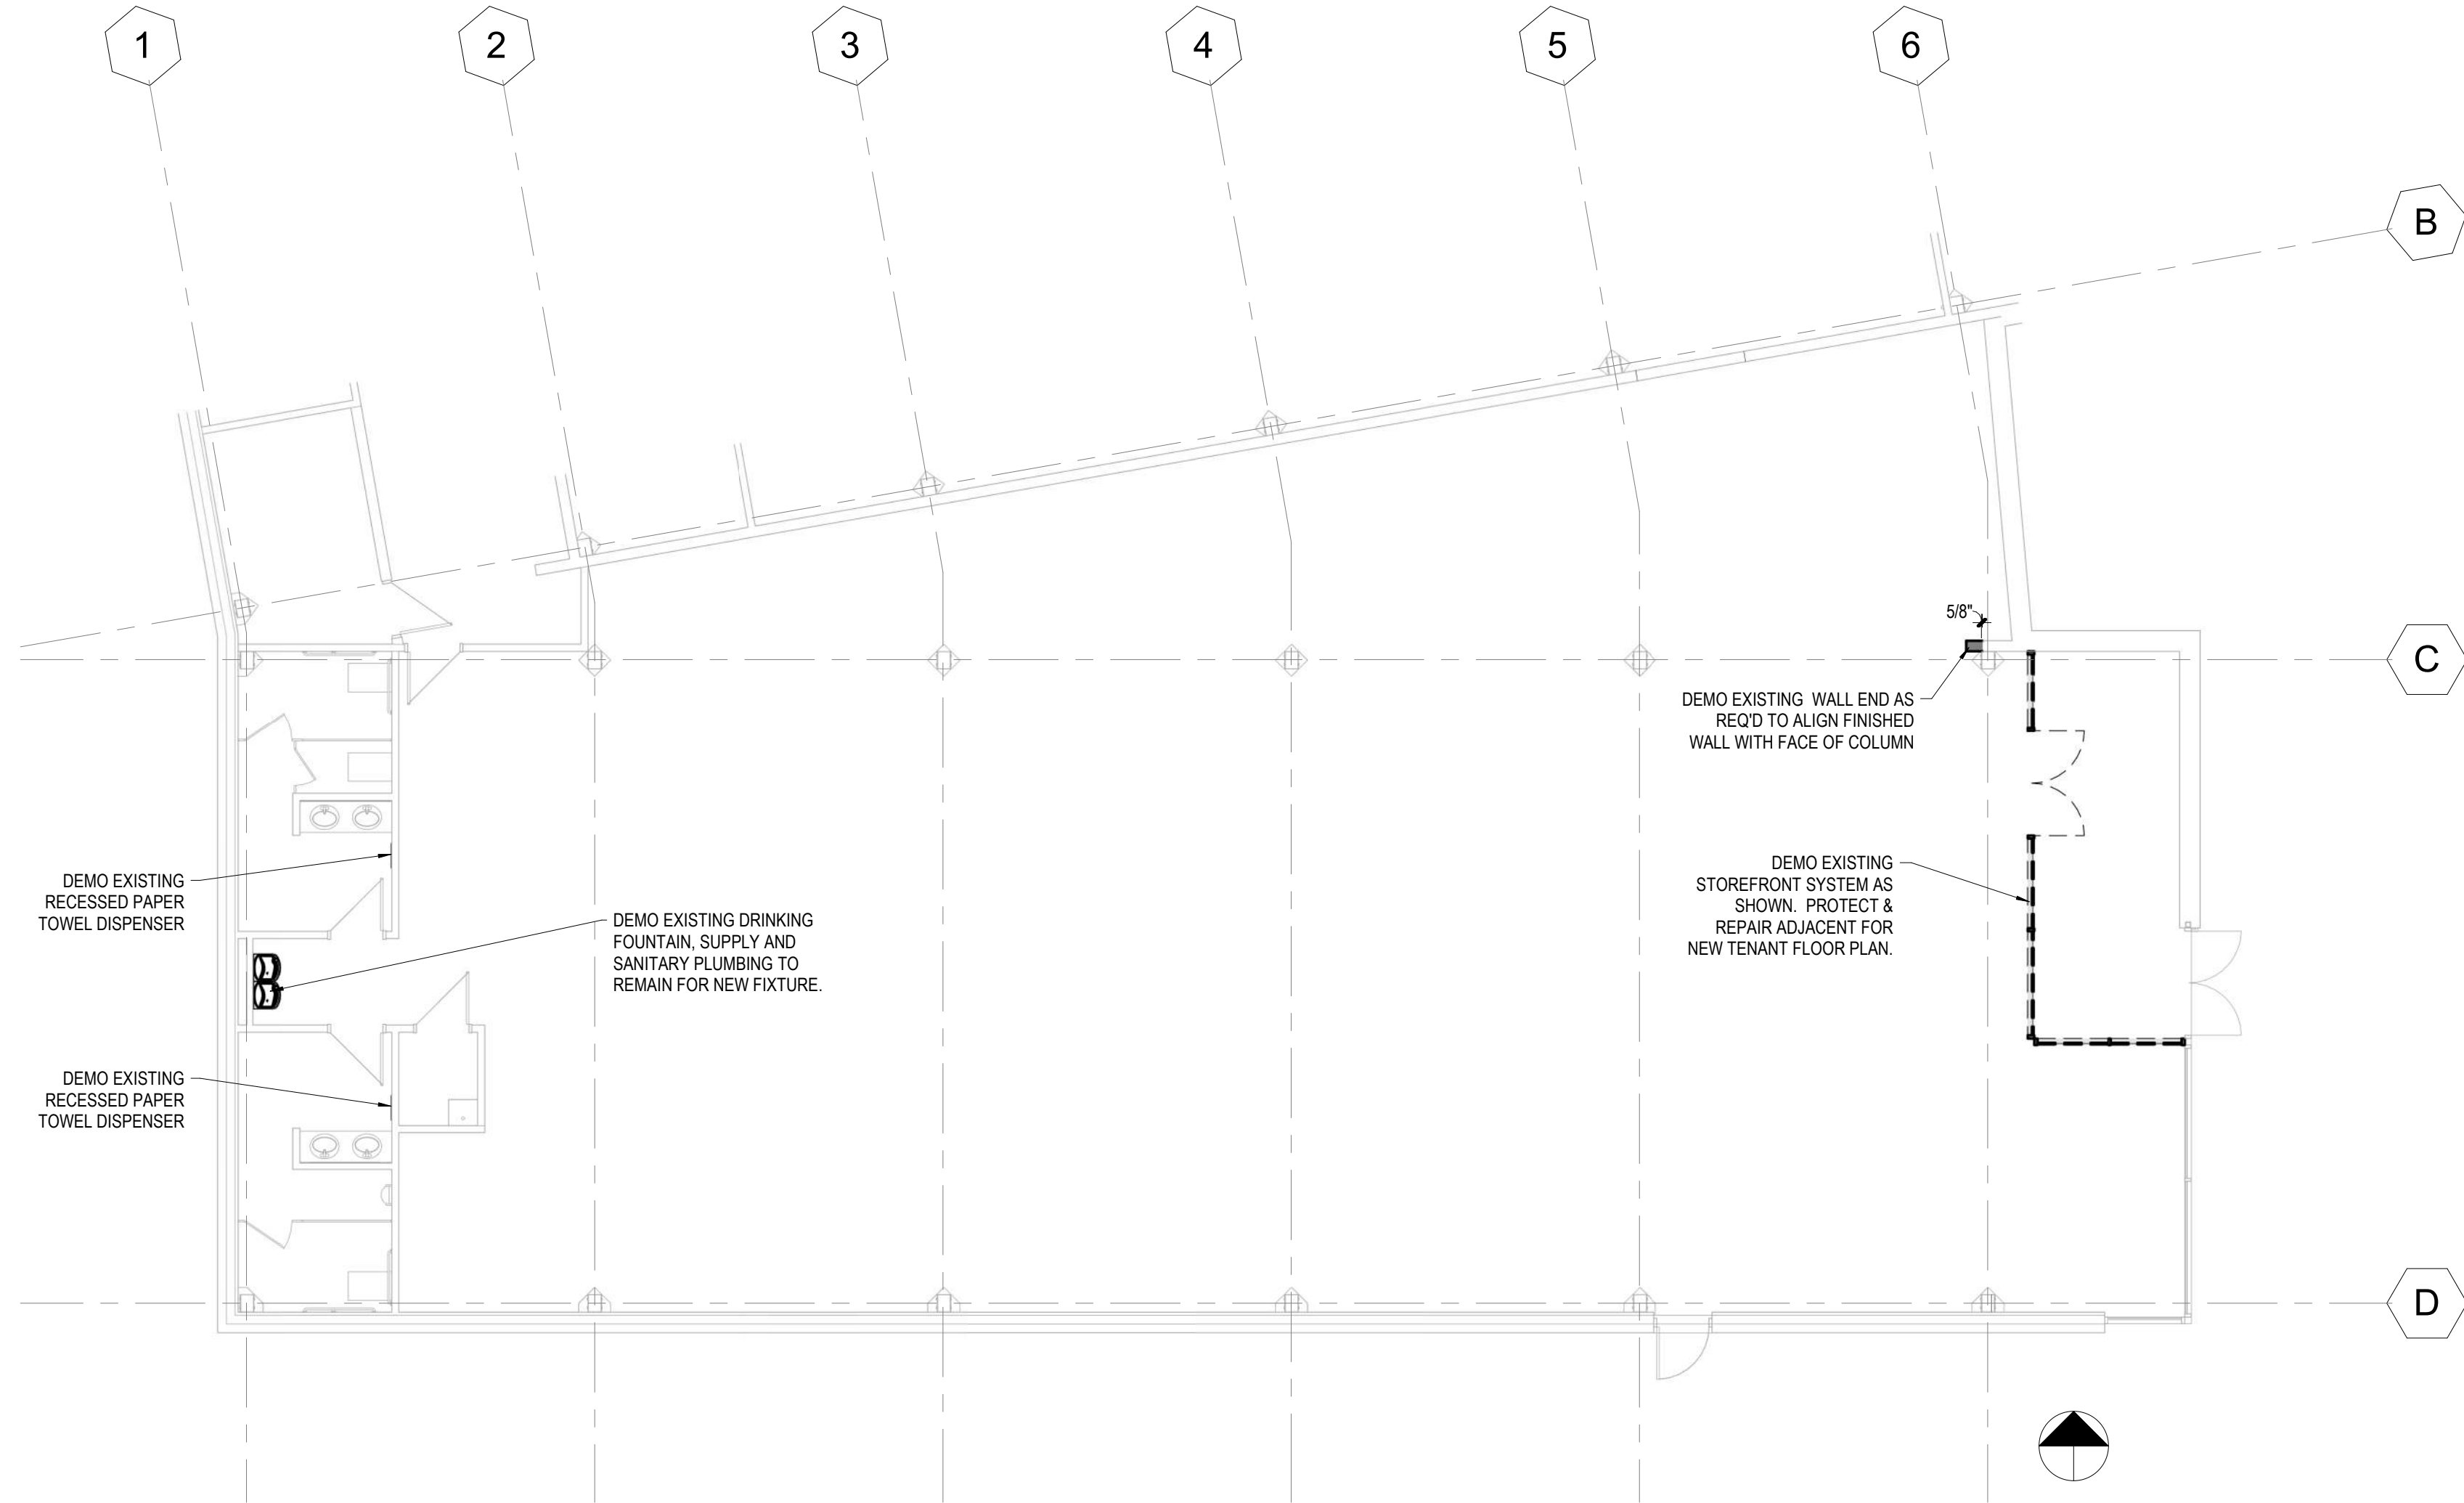 1
2
3
4
5
6
B
5/8"
C
DEMO EXISTING  WALL END AS
REQ'D TO ALIGN FINISHED
WALL WITH FACE OF COLUMN
DEMO EXISTING
RECESSED PAPER
TOWEL DISPENSER
DEMO EXISTING DRINKING
FOUNTAIN, SUPPLY AND
SANITARY PLUMBING TO
REMAIN FOR NEW FIXTURE.
DEMO EXISTING
STOREFRONT SYSTEM AS
SHOWN.  PROTECT &
REPAIR ADJACENT FOR
NEW TENANT FLOOR PLAN.
DEMO EXISTING
RECESSED PAPER
TOWEL DISPENSER
D